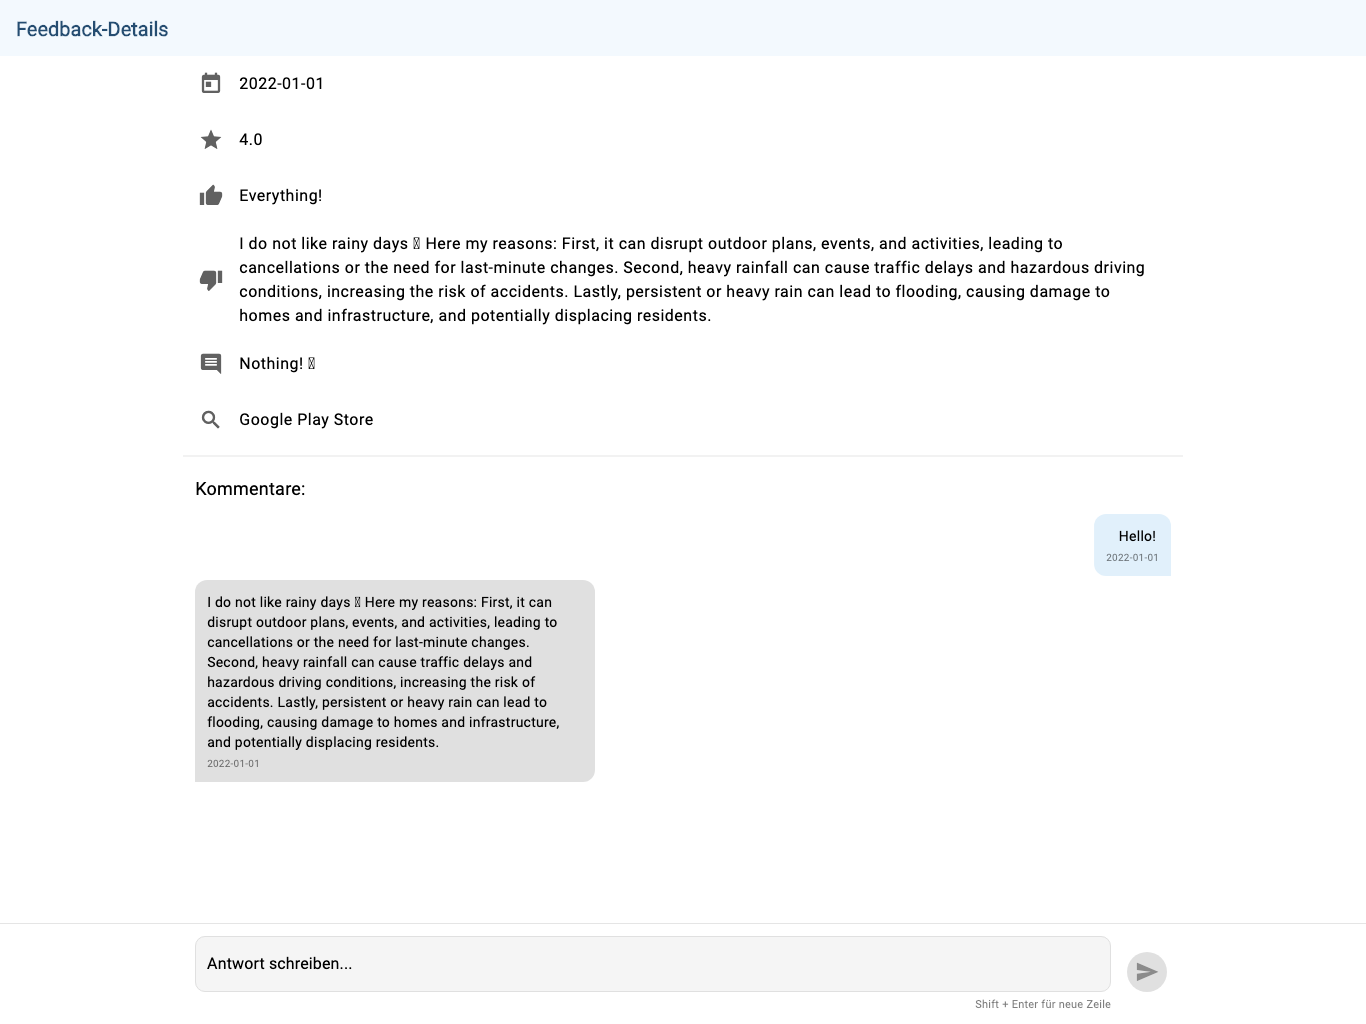 Feedback-Details
2022-01-01
4.0
Everything!
I do not like rainy days Here my reasons: First, it can disrupt outdoor plans, events, and activities, leading to
cancellations or the need for last-minute changes. Second, heavy rainfall can cause traffic delays and hazardous driving
conditions, increasing the risk of accidents. Lastly, persistent or heavy rain can lead to flooding, causing damage to
homes and infrastructure, and potentially displacing residents.
Nothing!
Google Play Store
Kommentare:
Hello!
2022-01-01
I do not like rainy days Here my reasons: First, it can
disrupt outdoor plans, events, and activities, leading to
cancellations or the need for last-minute changes.
Second, heavy rainfall can cause traffic delays and
hazardous driving conditions, increasing the risk of
accidents. Lastly, persistent or heavy rain can lead to
flooding, causing damage to homes and infrastructure,
and potentially displacing residents.
2022-01-01
Antwort schreiben...
Shift + Enter für neue Zeile